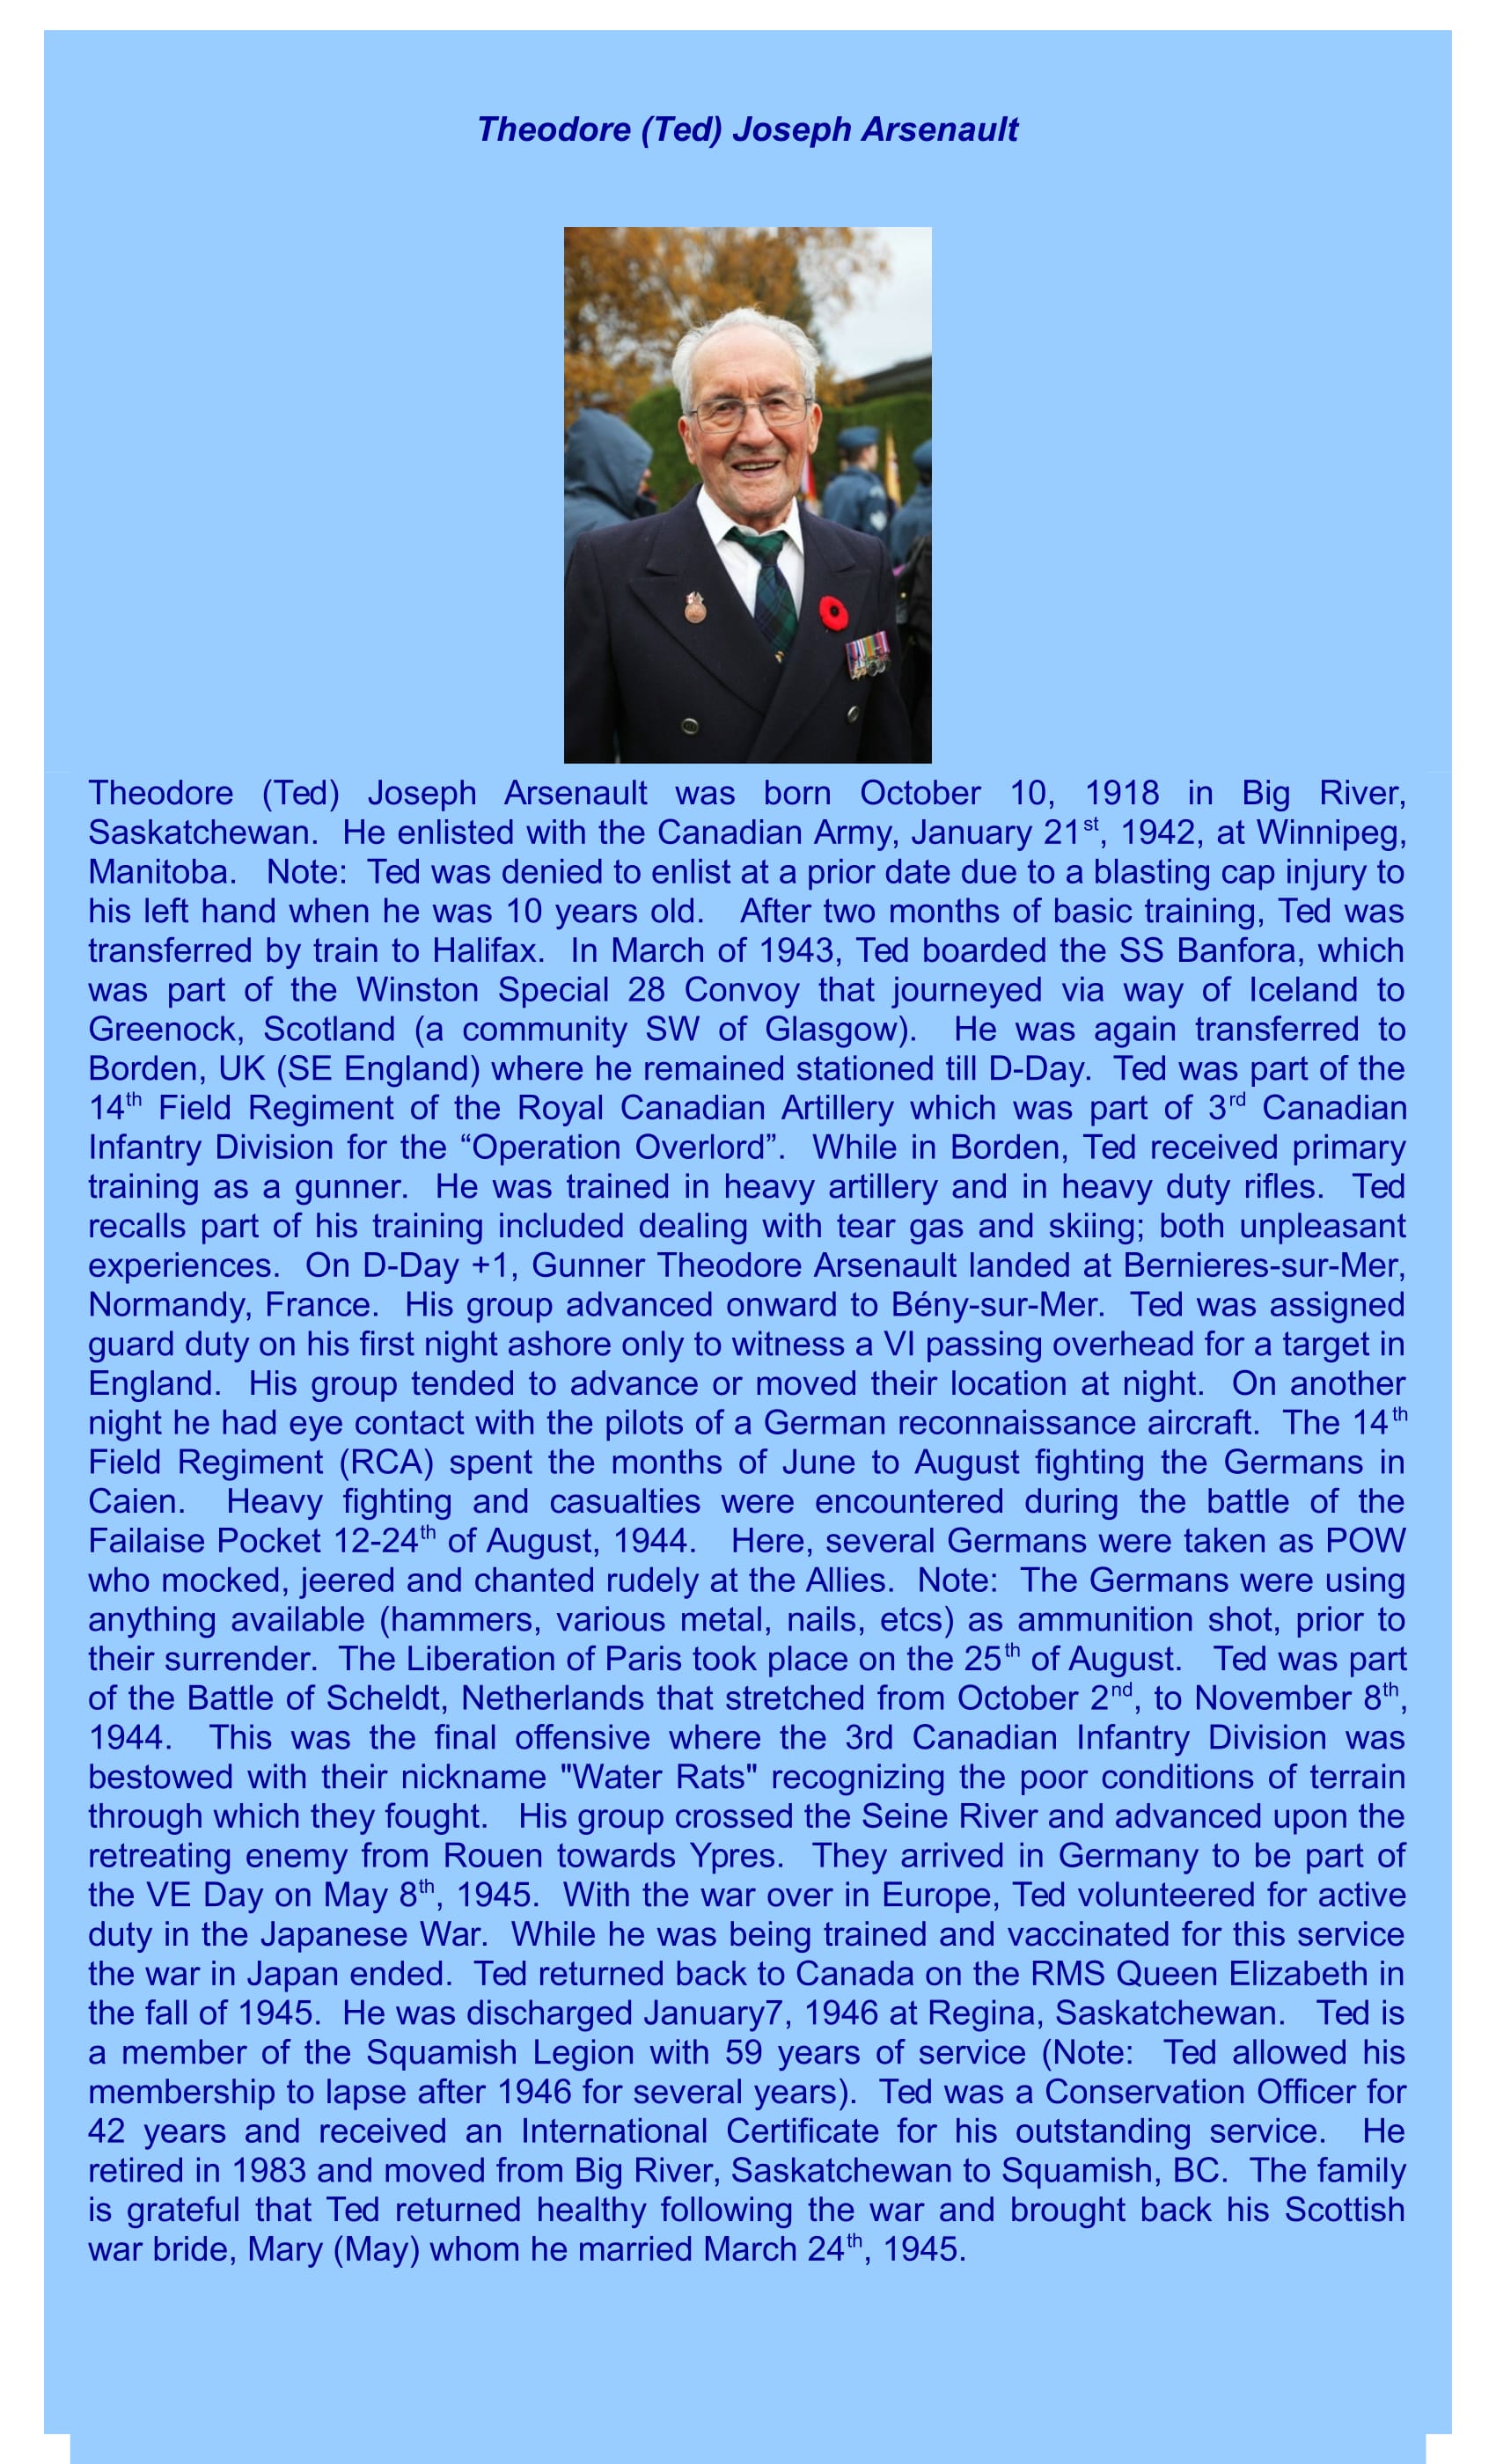 Theodore (Ted) Joseph Arsenault
Theodore (Ted) Joseph Arsenault was born October 10, 1918 in Big River,
Saskatchewan. He enlisted with the Canadian Army, January 21st, 1942, at Winnipeg,
Manitoba. Note: Ted was denied to enlist at a prior date due to a blasting cap injury to
his left hand when he was 10 years old. After two months of basic training, Ted was
transferred by train to Halifax. In March of 1943, Ted boarded the SS Banfora, which
was part of the Winston Special 28 Convoy that journeyed via way of Iceland to
Greenock, Scotland (a community SW of Glasgow). He was again transferred to
Borden, UK (SE England) where he remained stationed till D-Day. Ted was part of the
14th Field Regiment of the Royal Canadian Artillery which was part of 3rd Canadian
Infantry Division for the “Operation Overlord”. While in Borden, Ted received primary
training as a gunner. He was trained in heavy artillery and in heavy duty rifles. Ted
recalls part of his training included dealing with tear gas and skiing; both unpleasant
experiences. On D-Day +1, Gunner Theodore Arsenault landed at Bernieres-sur-Mer,
Normandy, France. His group advanced onward to Bény-sur-Mer. Ted was assigned
guard duty on his first night ashore only to witness a VI passing overhead for a target in
England. His group tended to advance or moved their location at night. On another
night he had eye contact with the pilots of a German reconnaissance aircraft. The 14th
Field Regiment (RCA) spent the months of June to August fighting the Germans in
Caien. Heavy fighting and casualties were encountered during the battle of the
Failaise Pocket 12-24th of August, 1944. Here, several Germans were taken as POW
who mocked, jeered and chanted rudely at the Allies. Note: The Germans were using
anything available (hammers, various metal, nails, etcs) as ammunition shot, prior to
their surrender. The Liberation of Paris took place on the 25th of August. Ted was part
of the Battle of Scheldt, Netherlands that stretched from October 2nd, to November 8th,
1944. This was the final offensive where the 3rd Canadian Infantry Division was
bestowed with their nickname "Water Rats" recognizing the poor conditions of terrain
through which they fought. His group crossed the Seine River and advanced upon the
retreating enemy from Rouen towards Ypres. They arrived in Germany to be part of
the VE Day on May 8th, 1945. With the war over in Europe, Ted volunteered for active
duty in the Japanese War. While he was being trained and vaccinated for this service
the war in Japan ended. Ted returned back to Canada on the RMS Queen Elizabeth in
the fall of 1945. He was discharged January7, 1946 at Regina, Saskatchewan. Ted is
a member of the Squamish Legion with 59 years of service (Note: Ted allowed his
membership to lapse after 1946 for several years). Ted was a Conservation Officer for
42 years and received an International Certificate for his outstanding service. He
retired in 1983 and moved from Big River, Saskatchewan to Squamish, BC. The family
is grateful that Ted returned healthy following the war and brought back his Scottish
war bride, Mary (May) whom he married March 24th, 1945.